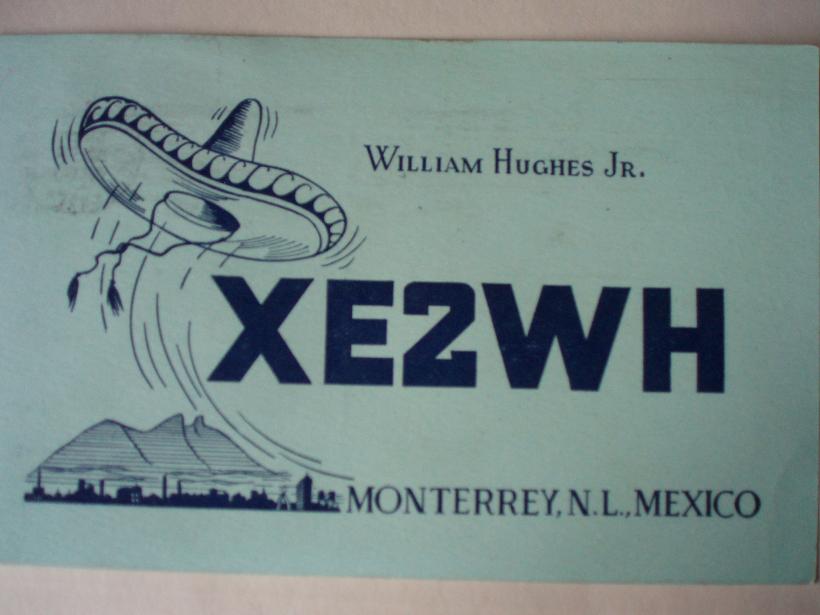 William Hughes Jr.
XE2WH
MONTERREY, N.L., MEXICO